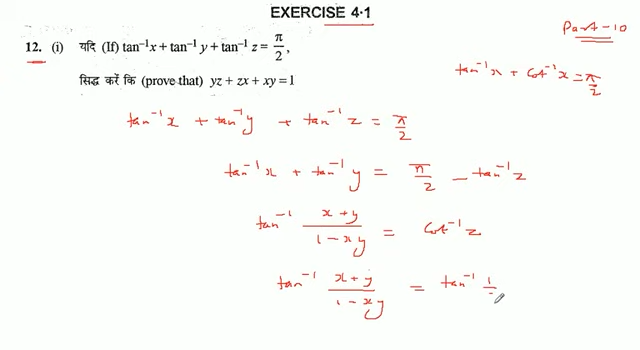 EXERCISE 4·1
Part-10
12. (i) यदि (If) tan⁻¹x + tan⁻¹y + tan⁻¹z = π/2,
सिद्ध करें कि (prove that) yz + zx + xy = 1
tan⁻¹x + cot⁻¹x = π/2
tan⁻¹x + tan⁻¹y + tan⁻¹z = π/2
tan⁻¹x + tan⁻¹y = π/2 - tan⁻¹z
tan⁻¹ (x+y)/(1-xy) = cot⁻¹z
tan⁻¹ (x+y)/(1-xy) = tan⁻¹ 1/